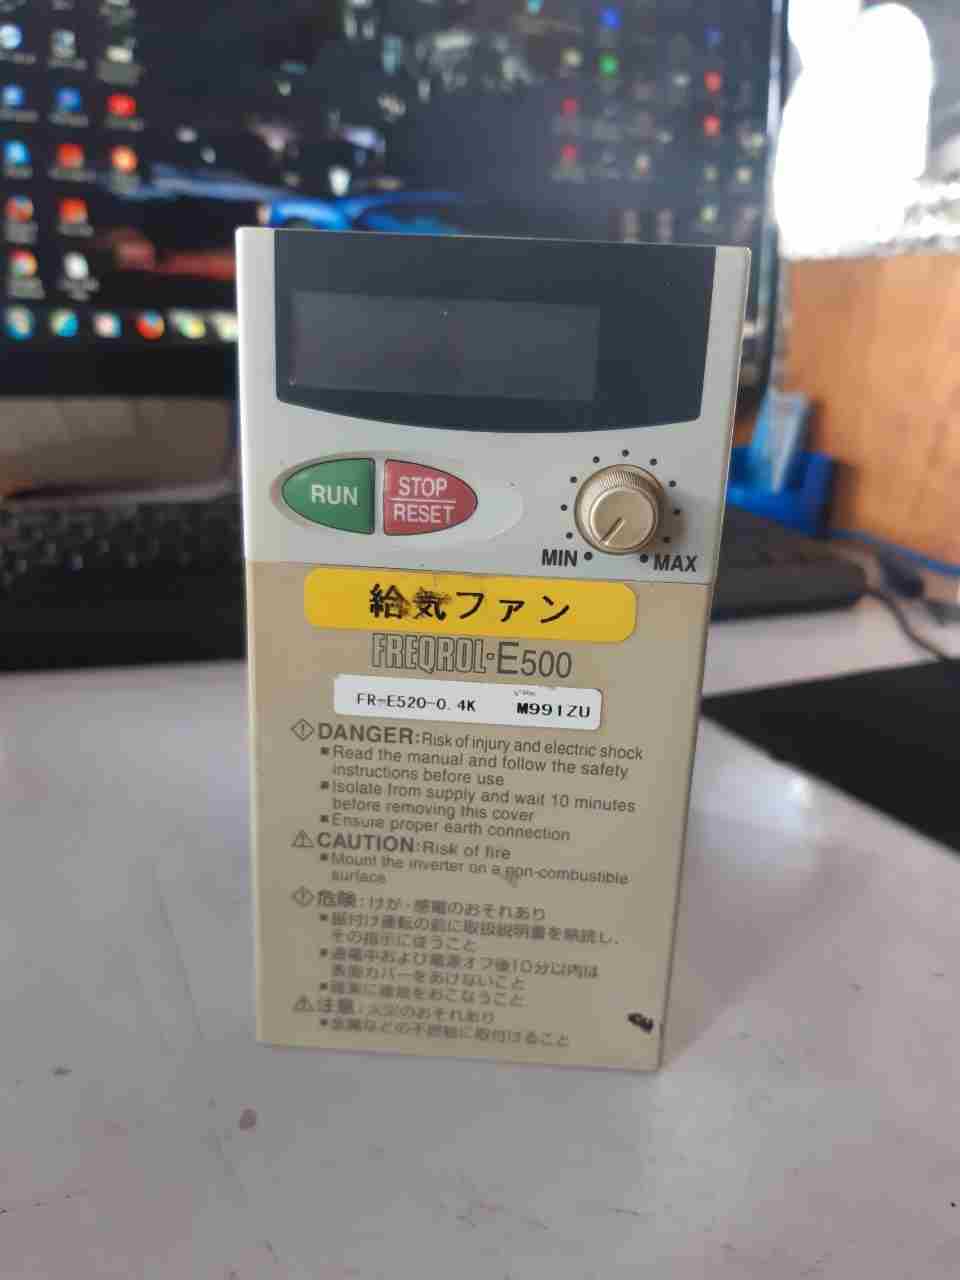 RUN
STOP
RESET
MIN
MAX
給気ファン
FREQROL-E500
FR-E520-0.4K M991ZU
DANGER:Risk of injury and electric shock
Read the manual and follow the safety
instructions before use
Isolate from supply and wait 10 minutes
before removing this cover
Ensure proper earth connection
CAUTION:Risk of fire
Mount the inverter on a non-combustible
surface
危険:けが・感電のおそれあり
据付け運転の前に取扱説明書を熟読し、
その指示に従うこと
通電中および電源オフ後10分以内は
表面カバーをあけないこと
確実に接地をおこなうこと
注意:火災のおそれあり
金属などの不燃物に取付けること